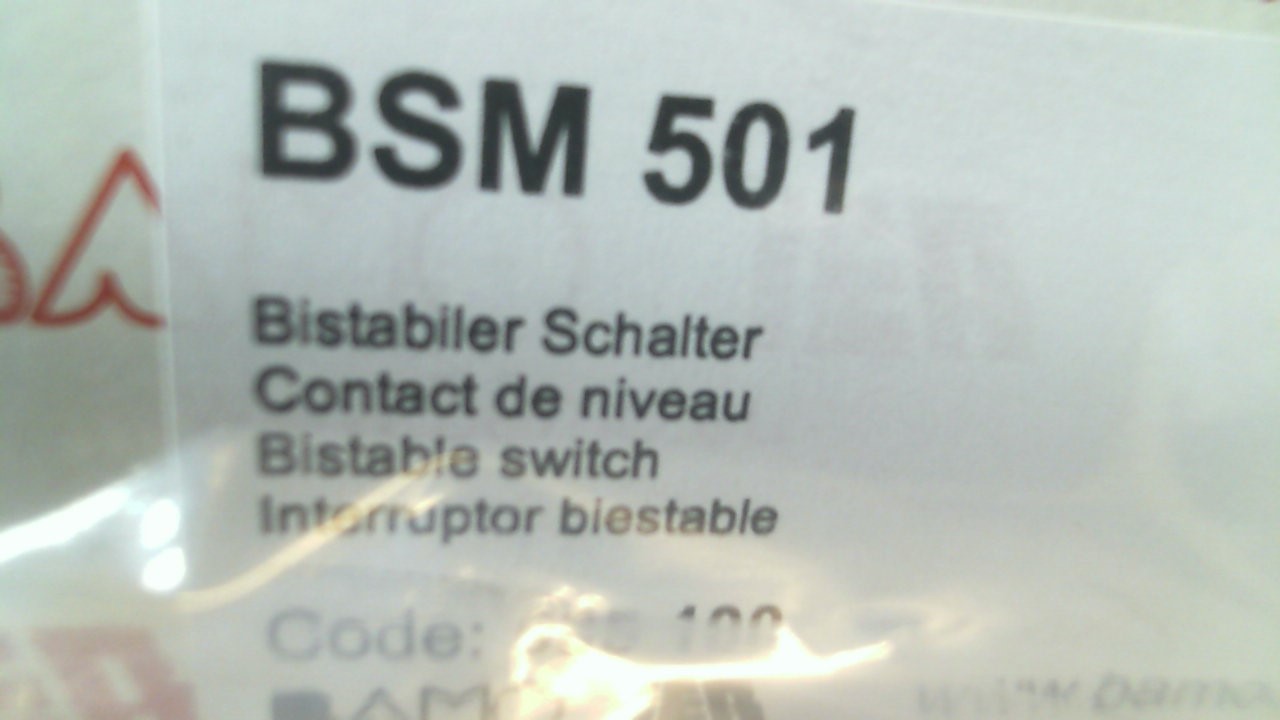 BSM 501
Bistabiler Schalter
Contact de niveau
Bistable switch
Interruptor biestable
Code: